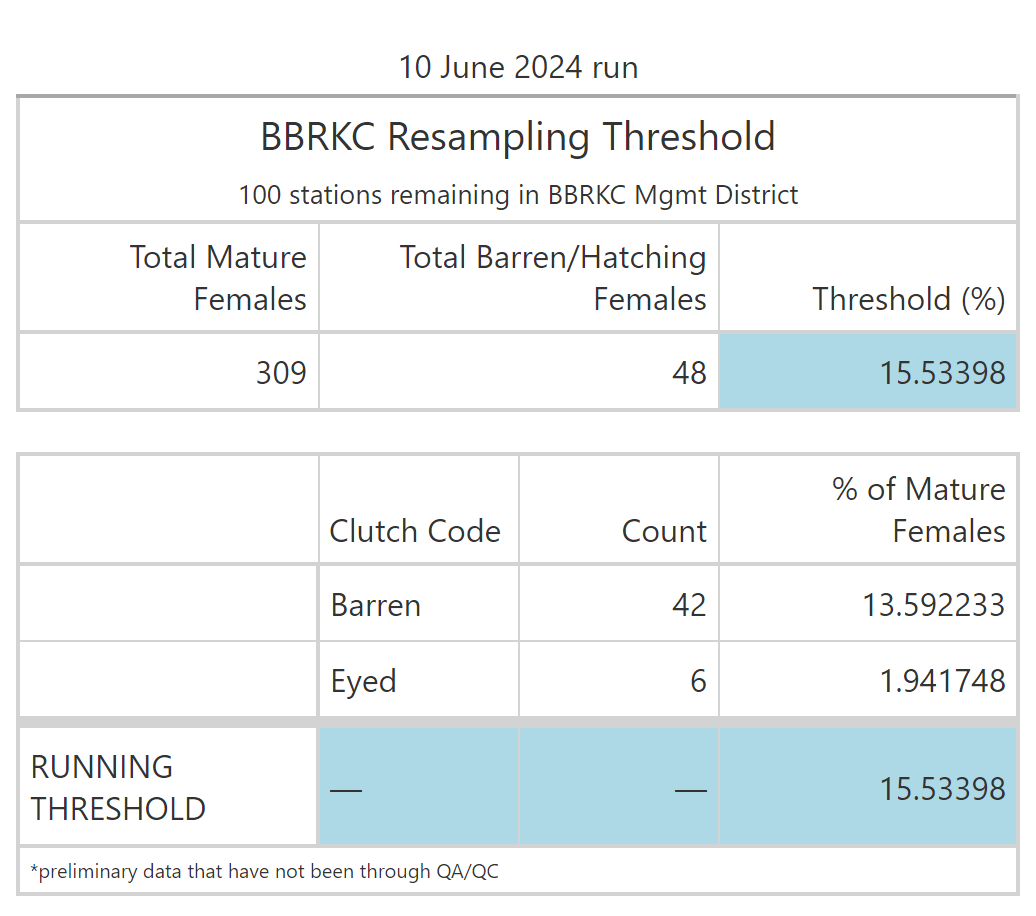 10 June 2024 run
BBRKC Resampling Threshold
100 stations remaining in BBRKC Mgmt District
Total Mature Females
Total Barren/Hatching Females
Threshold (%)
309
48
15.53398
Clutch Code
Count
% of Mature Females
Barren
42
13.592233
Eyed
6
1.941748
RUNNING THRESHOLD
—
—
15.53398
*preliminary data that have not been through QA/QC